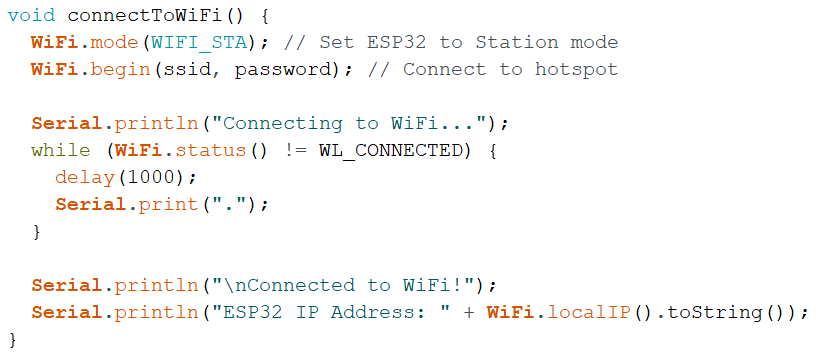 void connectToWiFi() {
  WiFi.mode(WIFI_STA); // Set ESP32 to Station mode
  WiFi.begin(ssid, password); // Connect to hotspot

  Serial.println("Connecting to WiFi...");
  while (WiFi.status() != WL_CONNECTED) {
    delay(1000);
    Serial.print(".");
  }

  Serial.println("\nConnected to WiFi!");
  Serial.println("ESP32 IP Address: " + WiFi.localIP().toString());
}